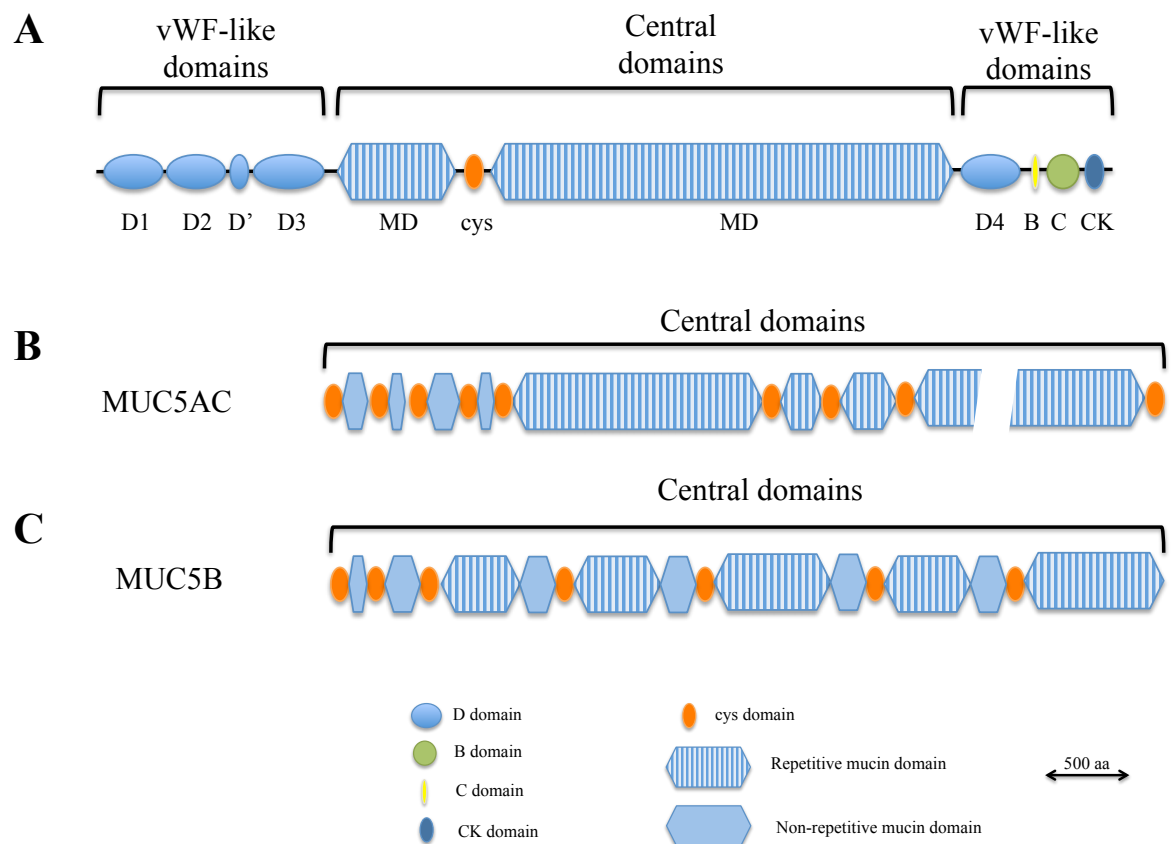 A
vWF-like
domains
Central
domains
vWF-like
domains
D1 D2 D’ D3 MD cys MD D4 B C CK
B
Central domains
MUC5AC
C
Central domains
MUC5B
D domain
B domain
C domain
CK domain
cys domain
Repetitive mucin domain
Non-repetitive mucin domain
500 aa